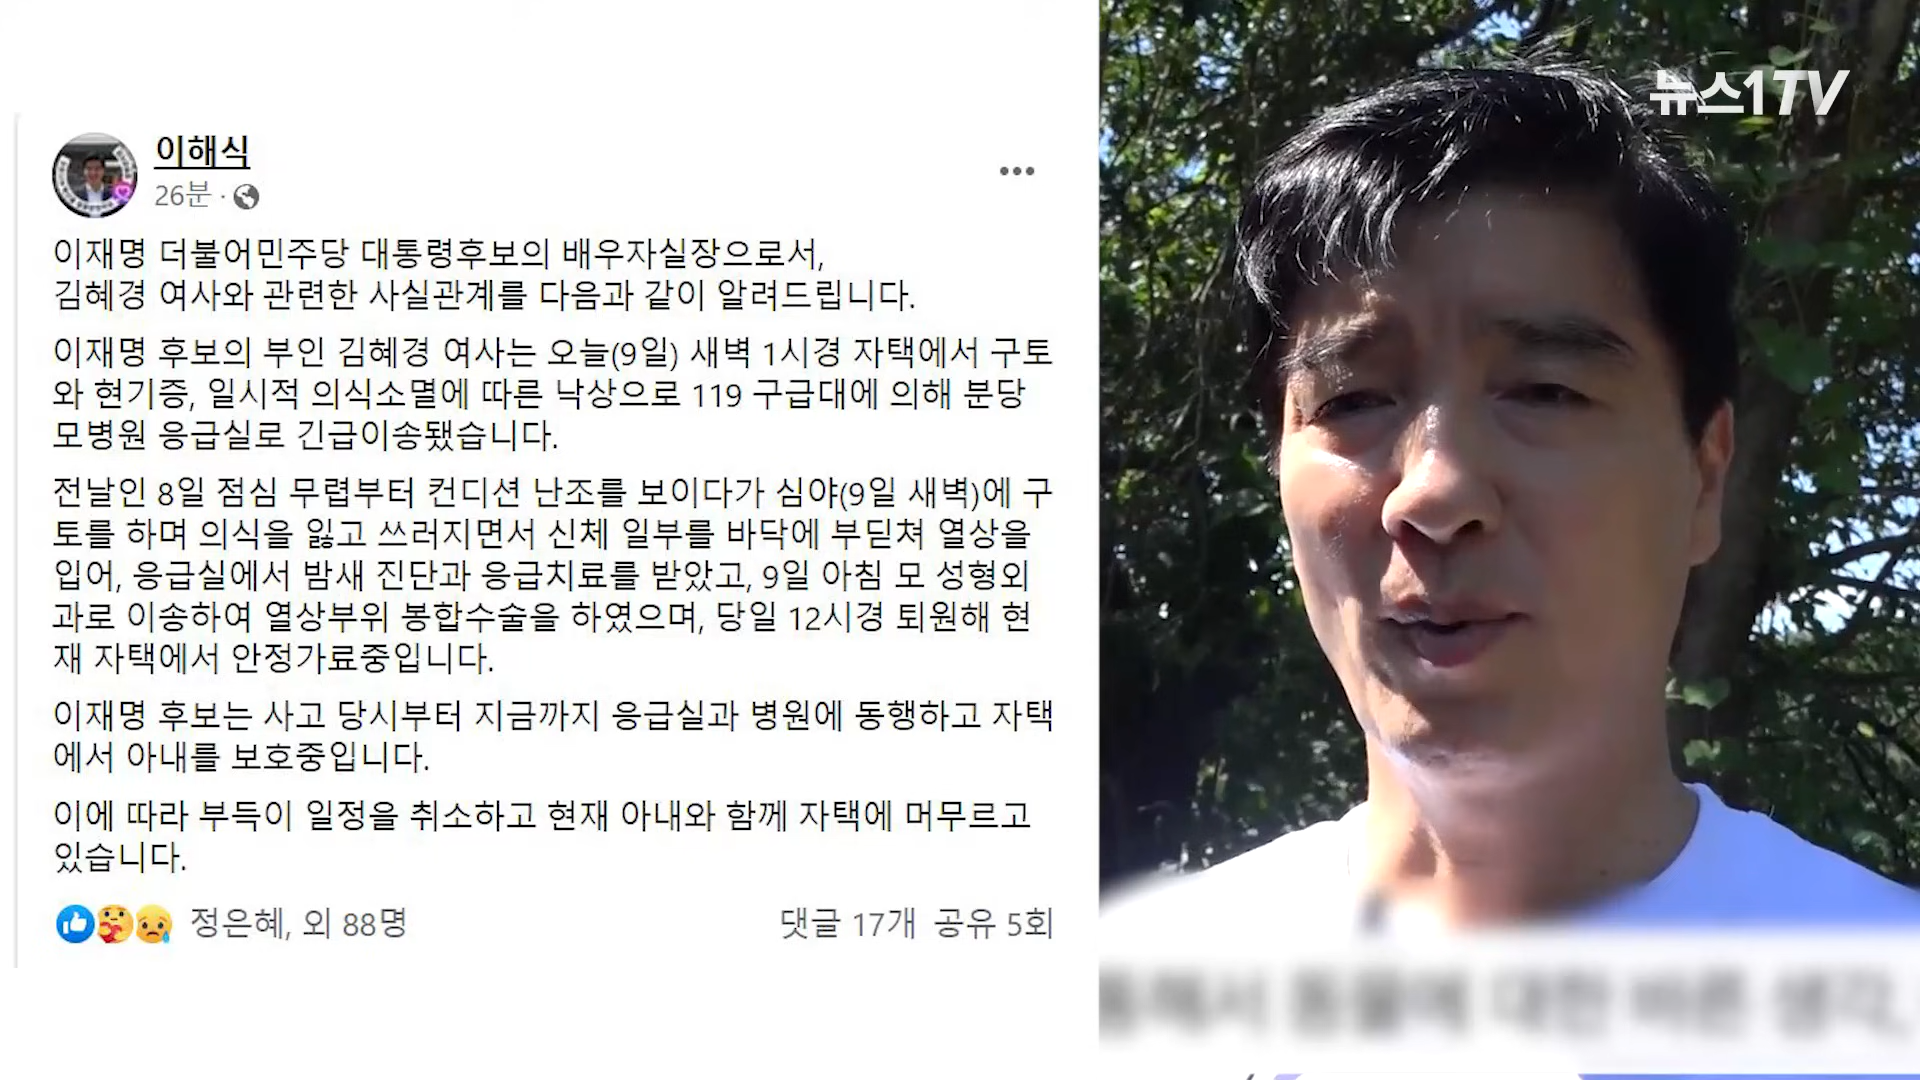 뉴스1TV
이해식
26분 ·
이재명 더불어민주당 대통령후보의 배우자실장으로서,
김혜경 여사와 관련한 사실관계를 다음과 같이 알려드립니다.
이재명 후보의 부인 김혜경 여사는 오늘(9일) 새벽 1시경 자택에서 구토
와 현기증, 일시적 의식소멸에 따른 낙상으로 119 구급대에 의해 분당
모병원 응급실로 긴급이송됐습니다.
전날인 8일 점심 무렵부터 컨디션 난조를 보이다가 심야(9일 새벽)에 구
토를 하며 의식을 잃고 쓰러지면서 신체 일부를 바닥에 부딛쳐 열상을
입어, 응급실에서 밤새 진단과 응급치료를 받았고, 9일 아침 모 성형외
과로 이송하여 열상부위 봉합수술을 하였으며, 당일 12시경 퇴원해 현
재 자택에서 안정가료중입니다.
이재명 후보는 사고 당시부터 지금까지 응급실과 병원에 동행하고 자택
에서 아내를 보호중입니다.
이에 따라 부득이 일정을 취소하고 현재 아내와 함께 자택에 머무르고
있습니다.
정은혜, 외 88명
댓글 17개 공유 5회